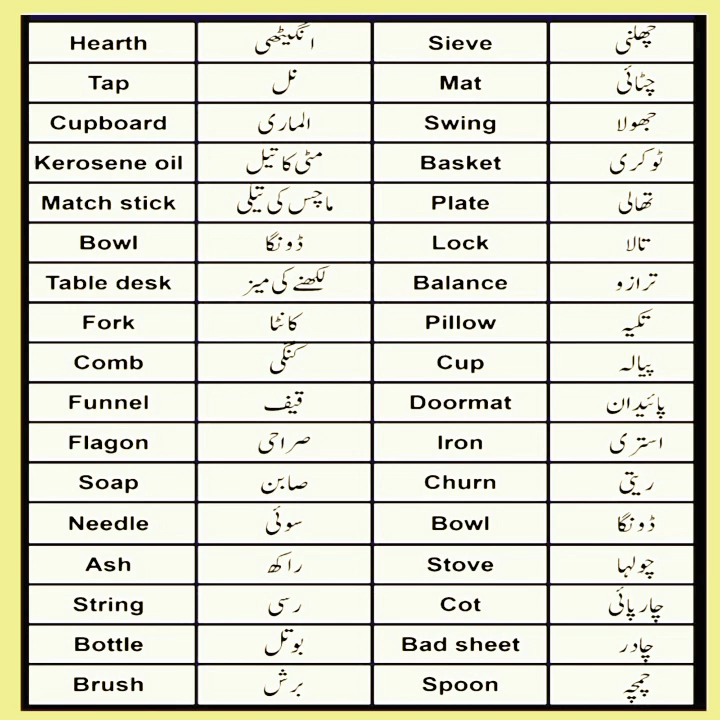 Hearth انگیٹھی Sieve چھلنی
Tap نل Mat چٹائی
Cupboard الماری Swing جھولا
Kerosene oil مٹی کا تیل Basket ٹوکری
Match stick ماچس کی تیلی Plate تھالی
Bowl ڈونگا Lock تالا
Table desk لکھنے کی میز Balance ترازو
Fork کانٹا Pillow تکیہ
Comb کنگی Cup پیالہ
Funnel قیف Doormat پائیدان
Flagon صراحی Iron استری
Soap صابن Churn ریتی
Needle سوئی Bowl ڈونگا
Ash راکھ Stove چولہا
String رسی Cot چارپائی
Bottle بوتل Bad sheet چادر
Brush برش Spoon چمچہ